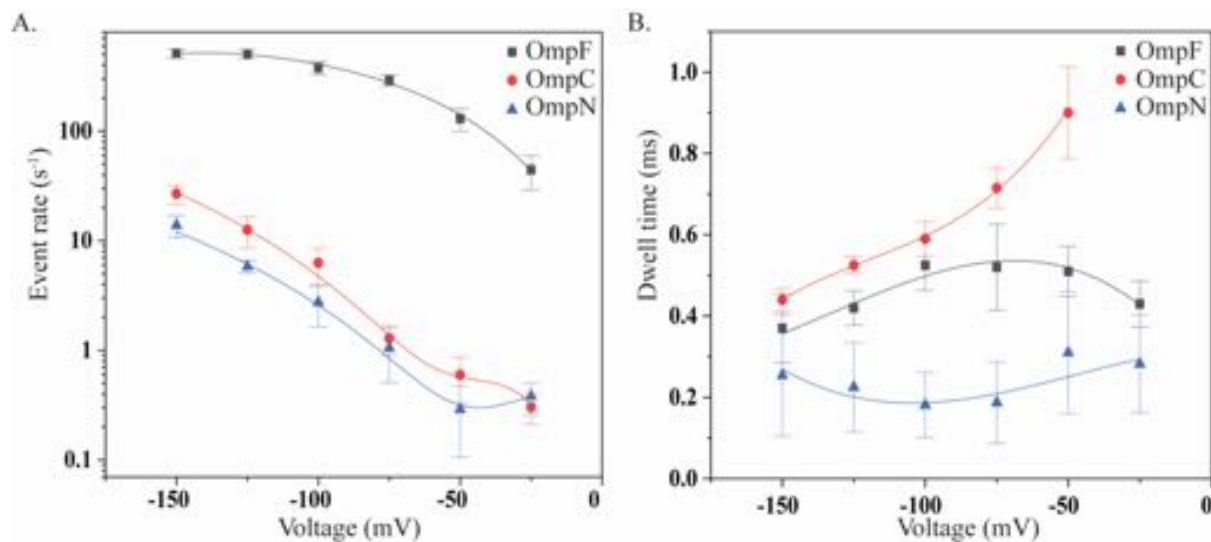 A.
OmpF
OmpC
OmpN
100
10
1
0.1
Event rate (s⁻¹)
-150
-100
-50
0
Voltage (mV)
B.
OmpF
OmpC
OmpN
1.0
0.8
0.6
0.4
0.2
0.0
Dwell time (ms)
-150
-100
-50
0
Voltage (mV)